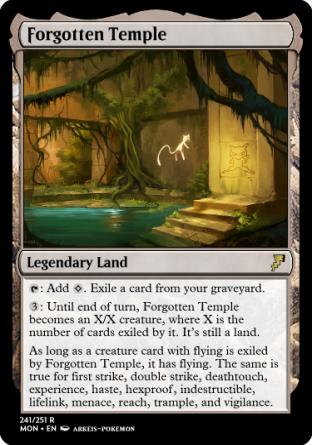 Forgotten Temple
Legendary Land
: Add . Exile a card from your graveyard.
3: Until end of turn, Forgotten Temple
becomes an X/X creature, where X is the
number of cards exiled by it. It's still a land.
As long as a creature card with flying is exiled
by Forgotten Temple, it has flying. The same is
true for first strike, double strike, deathtouch,
experience, haste, hexproof, indestructible,
lifelink, menace, reach, trample, and vigilance.
241/251 R
MON • EN ARKEIS-POKEMON